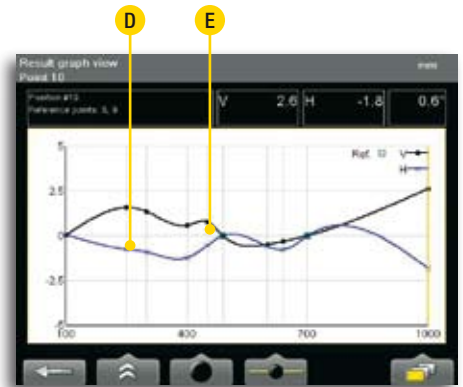 D E
Result graph view mm
Point 10
Position #10
Reference points: 5, 9
V 2.6 H -1.8 0.6°
Ref. V
H
5
2.5
0
-2.5
-5
100 400 700 1000